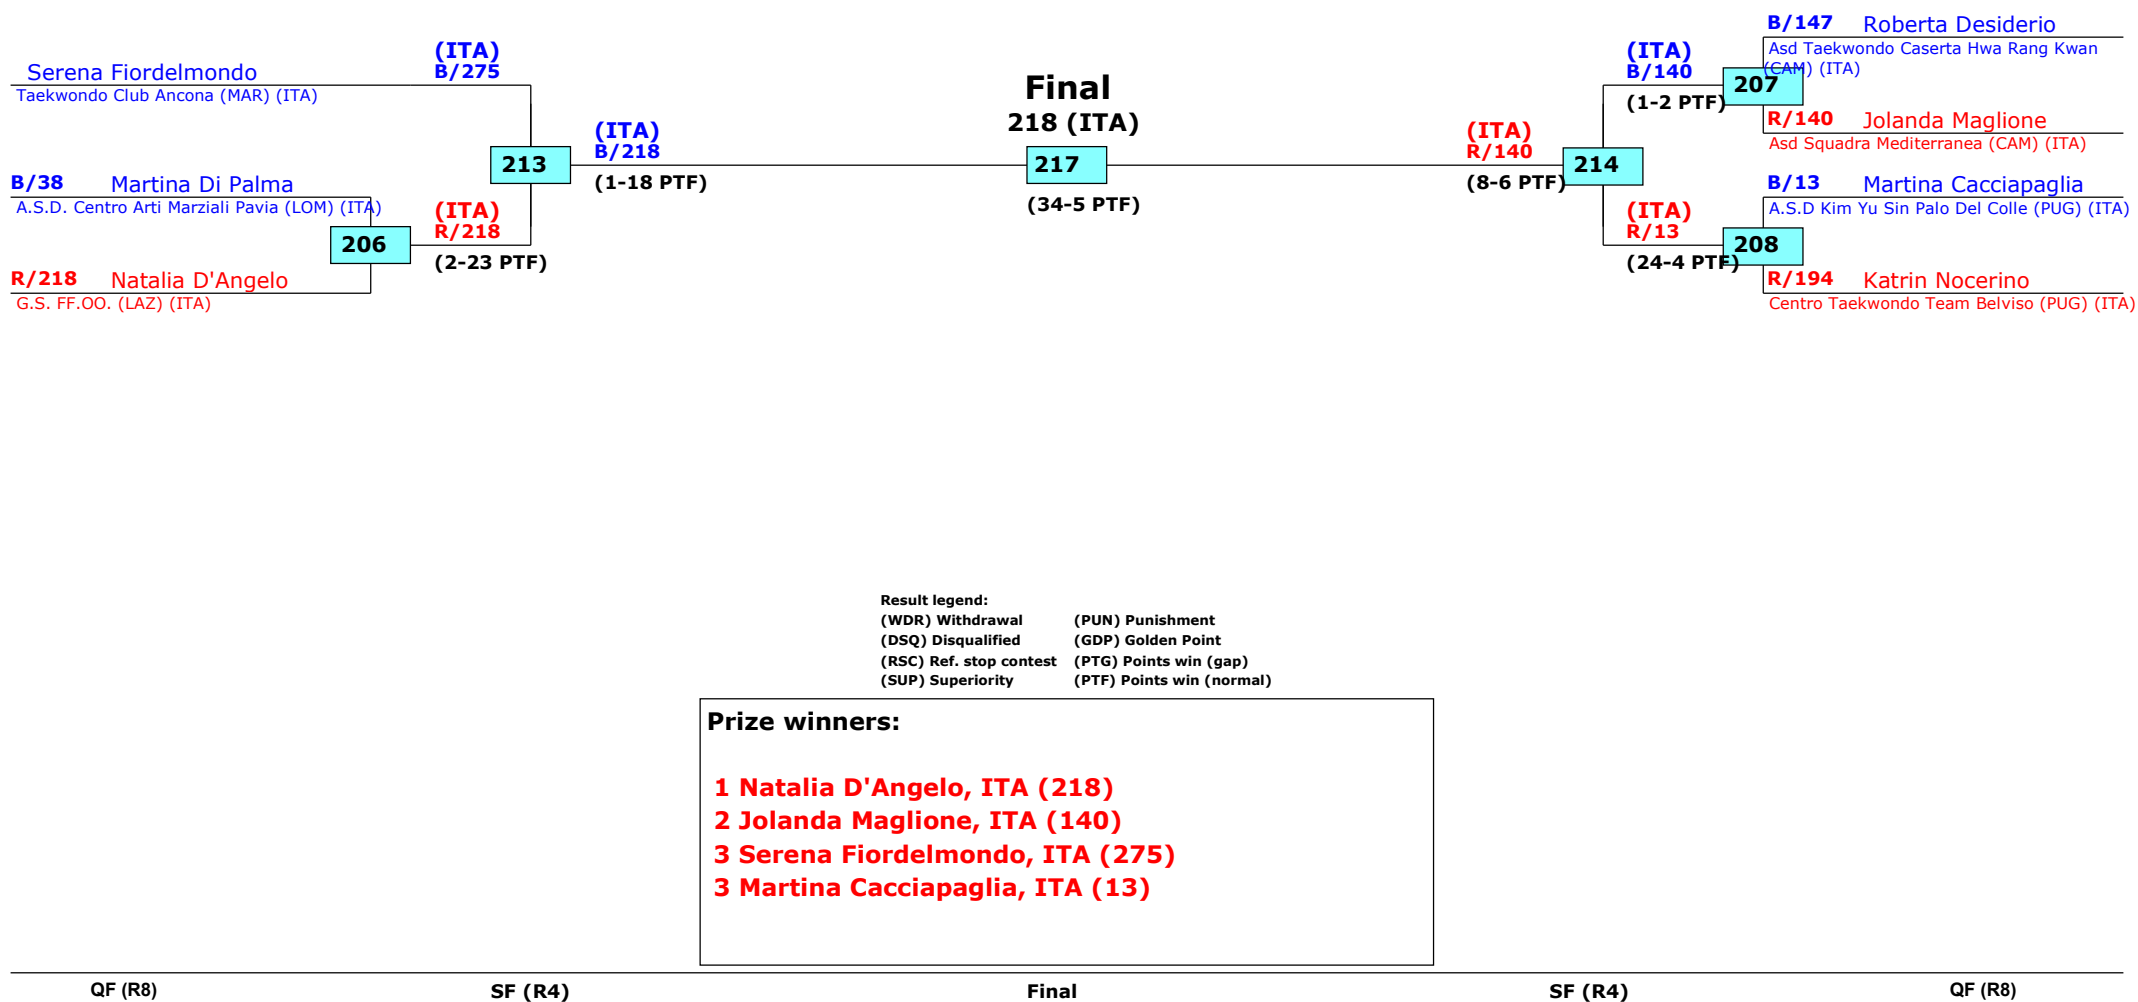 Serena Fiordelmondo
Taekwondo Club Ancona (MAR) (ITA)
B/38 Martina Di Palma
A.S.D. Centro Arti Marziali Pavia (LOM) (ITA)
206
R/218 Natalia D'Angelo
G.S. FF.OO. (LAZ) (ITA)
(ITA)
B/275
213
(ITA)
R/218
(2-23 PTF)
(ITA)
B/218
(1-18 PTF)
Final
218 (ITA)
217
(34-5 PTF)
(ITA)
R/140
(8-6 PTF)
214
(ITA)
B/140
(1-2 PTF)
(ITA)
R/13
(24-4 PTF)
B/147 Roberta Desiderio
Asd Taekwondo Caserta Hwa Rang Kwan
(CAM) (ITA)
207
R/140 Jolanda Maglione
Asd Squadra Mediterranea (CAM) (ITA)
B/13 Martina Cacciapaglia
A.S.D Kim Yu Sin Palo Del Colle (PUG) (ITA)
208
R/194 Katrin Nocerino
Centro Taekwondo Team Belviso (PUG) (ITA)
Result legend:
(WDR) Withdrawal (PUN) Punishment
(DSQ) Disqualified (GDP) Golden Point
(RSC) Ref. stop contest (PTG) Points win (gap)
(SUP) Superiority (PTF) Points win (normal)
Prize winners:
1 Natalia D'Angelo, ITA (218)
2 Jolanda Maglione, ITA (140)
3 Serena Fiordelmondo, ITA (275)
3 Martina Cacciapaglia, ITA (13)
QF (R8) SF (R4) Final SF (R4) QF (R8)